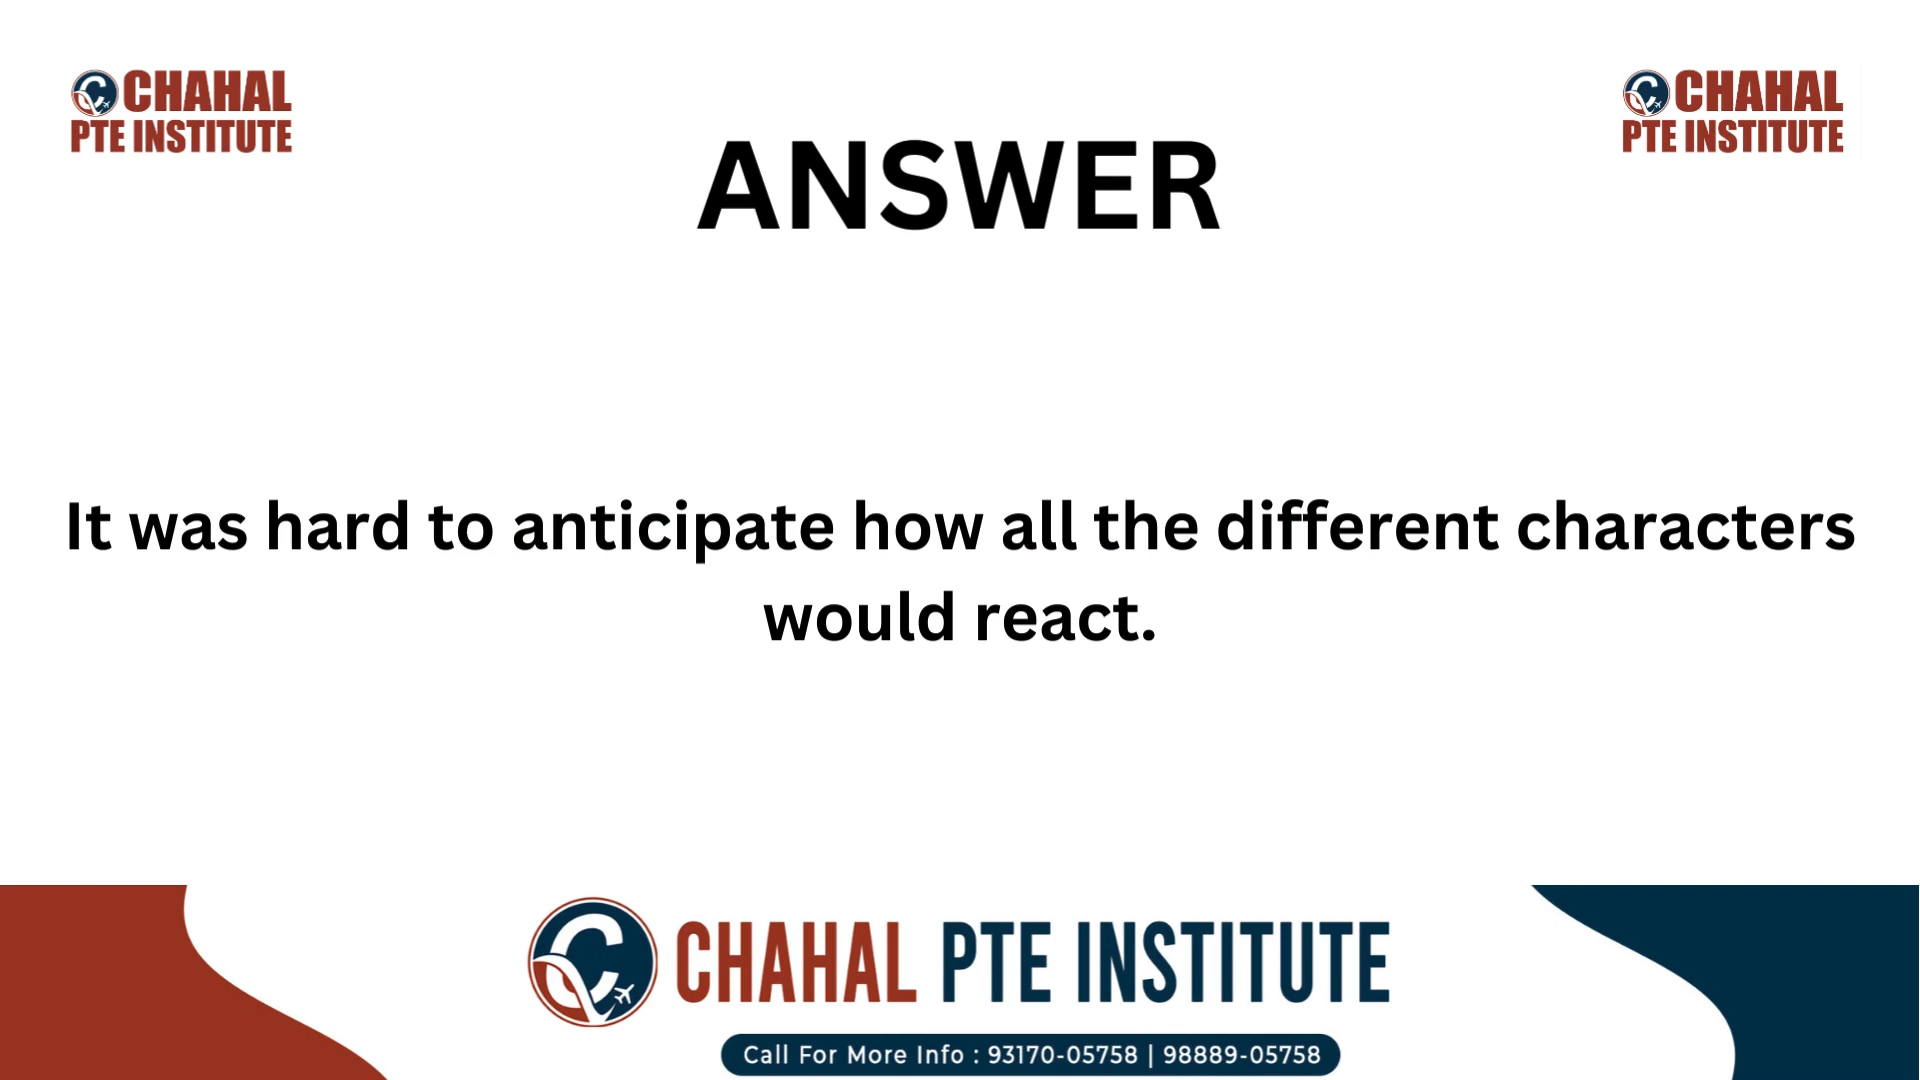 CHAHAL
PTE INSTITUTE
CHAHAL
PTE INSTITUTE
ANSWER
It was hard to anticipate how all the different characters
would react.
CHAHAL PTE INSTITUTE
Call For More Info : 93170-05758 | 98889-05758